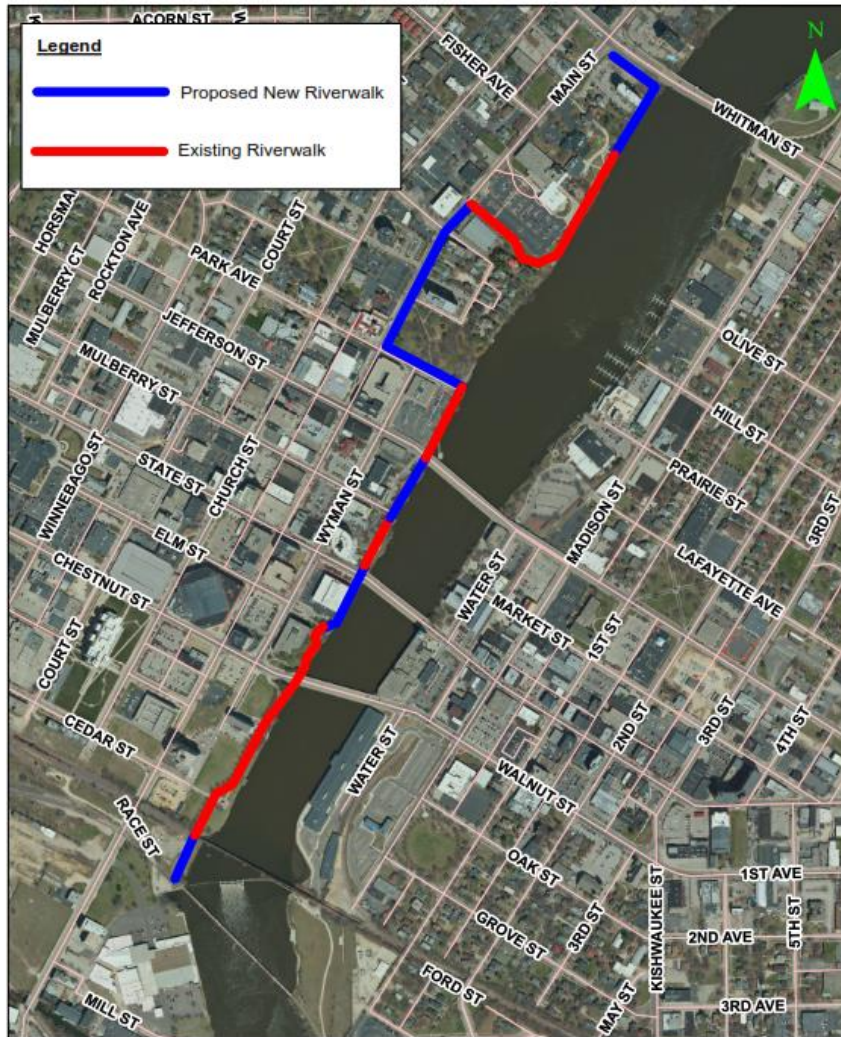 ACORN ST
Legend
Proposed New Riverwalk
Existing Riverwalk
N
FISHER AVE
MAIN ST
WHITMAN ST
ROCKTON AVE
COURT ST
PARK AVE
MULBERRY CT
JEFFERSON ST
MULBERRY ST
OLIVE ST
HILL ST
CHURCH ST
STATE ST
WINNEBAGO ST
WYMAN ST
PRAIRIE ST
MADISON ST
3RD ST
ELM ST
CHESTNUT ST
LAFAYETTE AVE
WATER ST
MARKET ST
1ST ST
COURT ST
2ND ST
3RD ST
4TH ST
CEDAR ST
WATER ST
WALNUT ST
RACE ST
OAK ST
1ST AVE
KISHWAUKEE ST
5TH ST
3RD ST
GROVE ST
2ND AVE
FORD ST
MAY ST
3RD AVE
MILL ST